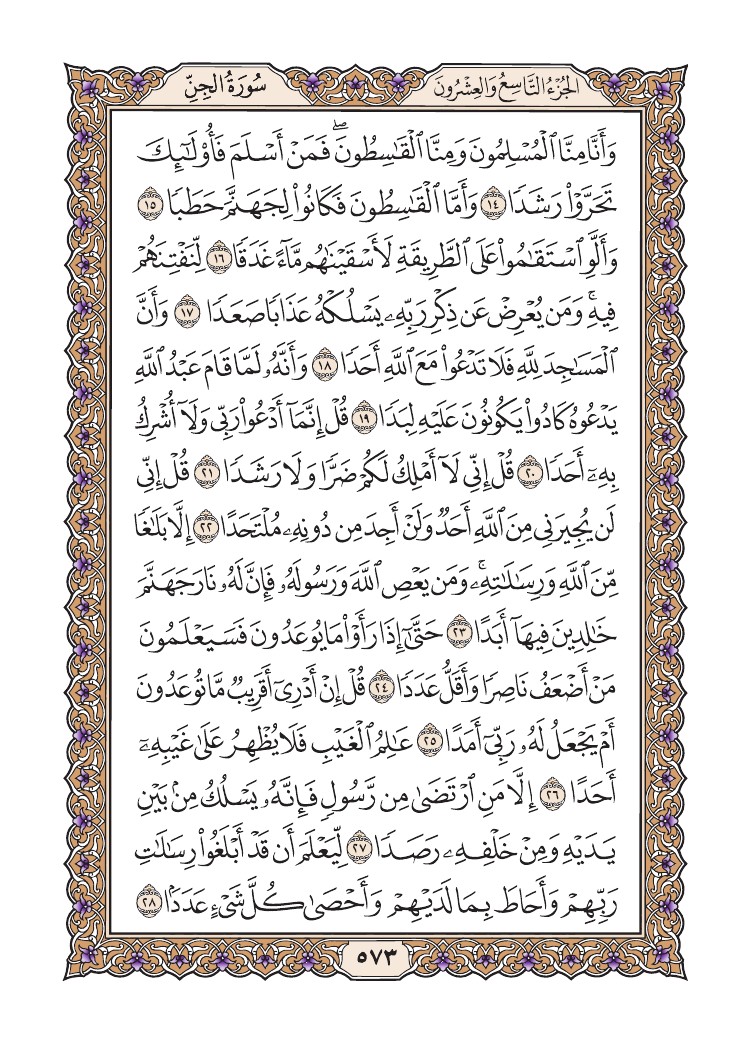 الجُزْءُ التَّاسِعُ وَالعِشْرُونَ
سُورَةُ الجِنِّ
وَأَنَّا مِنَّا ٱلْمُسْلِمُونَ وَمِنَّا ٱلْقَٰسِطُونَۖ فَمَنْ أَسْلَمَ فَأُو۟لَٰٓئِكَ
تَحَرَّوْا۟ رَشَدًا ١٤ وَأَمَّا ٱلْقَٰسِطُونَ فَكَانُوا۟ لِجَهَنَّمَ حَطَبًا ١٥
وَأَلَّوِ ٱسْتَقَٰمُوا۟ عَلَى ٱلطَّرِيقَةِ لَأَسْقَيْنَٰهُم مَّآءً غَدَقًا ١٦ لِّنَفْتِنَهُمْ
فِيهِۚ وَمَن يُعْرِضْ عَن ذِكْرِ رَبِّهِۦ يَسْلُكْهُ عَذَابًا صَعَدًا ١٧ وَأَنَّ
ٱلْمَسَٰجِدَ لِلَّهِ فَلَا تَدْعُوا۟ مَعَ ٱللَّهِ أَحَدًا ١٨ وَأَنَّهُۥ لَمَّا قَامَ عَبْدُ ٱللَّهِ
يَدْعُوهُ كَادُوا۟ يَكُونُونَ عَلَيْهِ لِبَدًا ١٩ قُلْ إِنَّمَآ أَدْعُوا۟ رَبِّى وَلَآ أُشْرِكُ
بِهِۦٓ أَحَدًا ٢٠ قُلْ إِنِّى لَآ أَمْلِكُ لَكُمْ ضَرًّا وَلَا رَشَدًا ٢١ قُلْ إِنِّى
لَن يُجِيرَنِى مِنَ ٱللَّهِ أَحَدٌ وَلَنْ أَجِدَ مِن دُونِهِۦ مُلْتَحَدًا ٢٢ إِلَّا بَلَٰغًا
مِّنَ ٱللَّهِ وَرِسَٰلَٰتِهِۦۚ وَمَن يَعْصِ ٱللَّهَ وَرَسُولَهُۥ فَإِنَّ لَهُۥ نَارَ جَهَنَّمَ
خَٰلِدِينَ فِيهَآ أَبَدًا ٢٣ حَتَّىٰٓ إِذَا رَأَوْا۟ مَا يُوعَدُونَ فَسَيَعْلَمُونَ
مَنْ أَضْعَفُ نَاصِرًا وَأَقَلُّ عَدَدًا ٢٤ قُلْ إِنْ أَدْرِىٓ أَقَرِيبٌ مَّا تُوعَدُونَ
أَمْ يَجْعَلُ لَهُۥ رَبِّىٓ أَمَدًا ٢٥ عَٰلِمُ ٱلْغَيْبِ فَلَا يُظْهِرُ عَلَىٰ غَيْبِهِۦٓ
أَحَدًا ٢٦ إِلَّا مَنِ ٱرْتَضَىٰ مِن رَّسُولٍ فَإِنَّهُۥ يَسْلُكُ مِنۢ بَيْنِ
يَدَيْهِ وَمِنْ خَلْفِهِۦ رَصَدًا ٢٧ لِّيَعْلَمَ أَن قَدْ أَبْلَغُوا۟ رِسَٰلَٰتِ
رَبِّهِمْ وَأَحَاطَ بِمَا لَدَيْهِمْ وَأَحْصَىٰ كُلَّ شَىْءٍ عَدَدًۢا ٢٨
٥٧٣